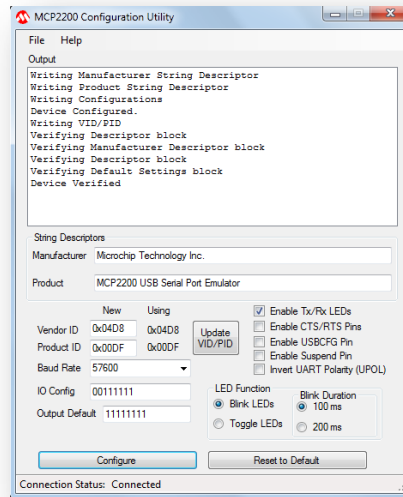 MCP2200 Configuration Utility
File Help
Output
Writing Manufacturer String Descriptor
Writing Product String Descriptor
Writing Configurations
Device Configured.
Writing VID/PID
Verifying Descriptor block
Verifying Manufacturer Descriptor block
Verifying Descriptor block
Verifying Default Settings block
Device Verified
String Descriptors
Manufacturer Microchip Technology Inc.
Product MCP2200 USB Serial Port Emulator
New Using
Vendor ID 0x04D8 0x04D8
Product ID 0x00DF 0x00DF
Update VID/PID
Baud Rate 57600
IO Config 00111111
Output Default 11111111
Enable Tx/Rx LEDs
Enable CTS/RTS Pins
Enable USBCFG Pin
Enable Suspend Pin
Invert UART Polarity (UPOL)
LED Function
Blink LEDs
Toggle LEDs
Blink Duration
100 ms
200 ms
Configure Reset to Default
Connection Status: Connected